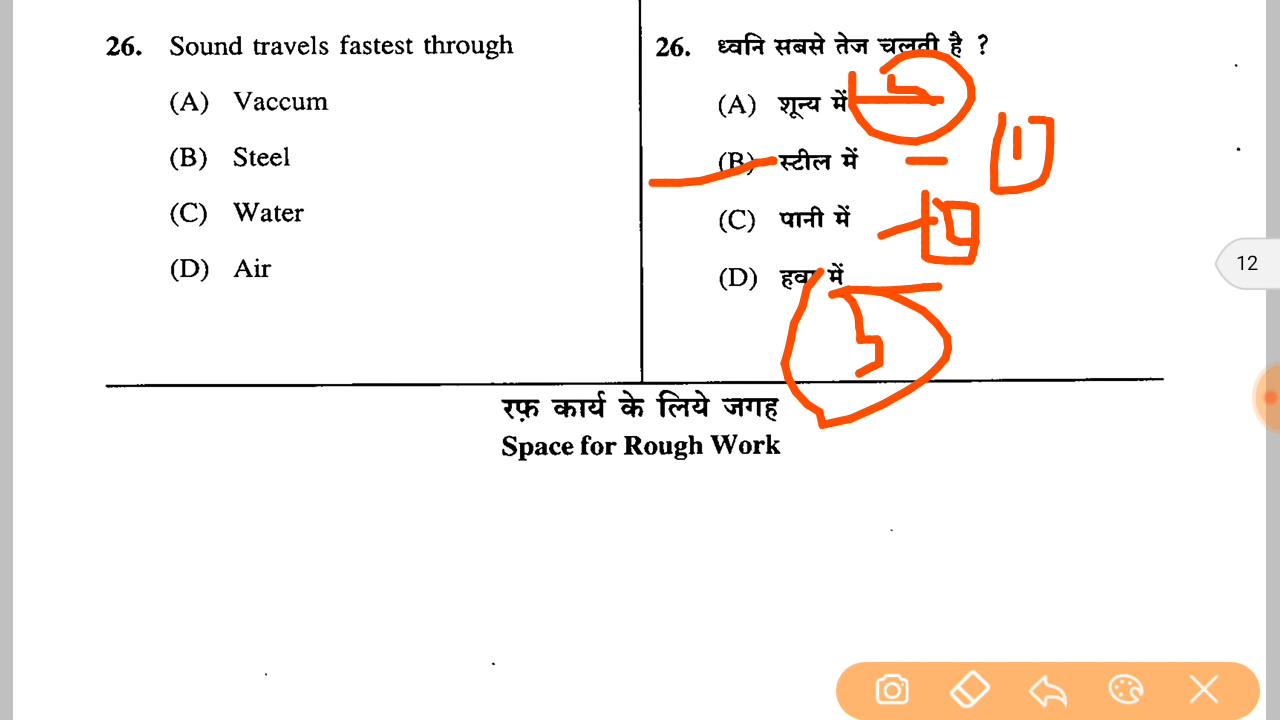 26. Sound travels fastest through
(A) Vaccum
(B) Steel
(C) Water
(D) Air
26. ध्वनि सबसे तेज चलती है ?
(A) शून्य में
(B) स्टील में
(C) पानी में
(D) हवा में
रफ़ कार्य के लिये जगह
Space for Rough Work
12